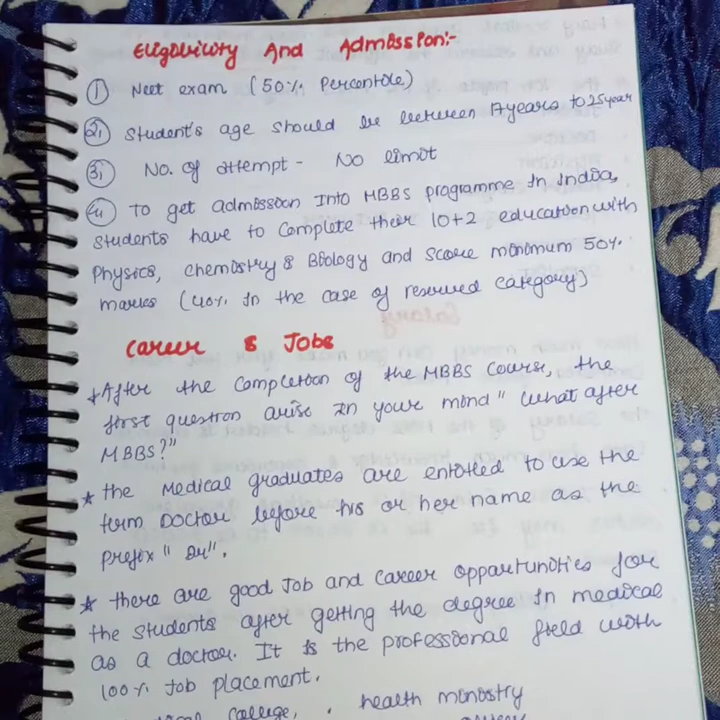 Eligibility And Admission:-
① Neet exam (50% Percentile)
②, Student's age should be between 17years to 25 year
③, No. of attempt - No limit
④, To get admission Into MBBS programme In India,
students have to complete their 10+2 education with
Physics, chemistry & Biology and score minimum 50%
marks (40% In the case of reserved category)
Career & Jobs
* After the completion of the MBBS course, the
first question arise in your mind "what after
MBBS?"
* the Medical graduates are entitled to use the
term Doctor before his or her name as the
prefix "Dr".
* there are good Job and career opportunities for
the students after getting the degree In medical
as a doctor. It is the professional field with
100% Job placement.
college, . health ministry